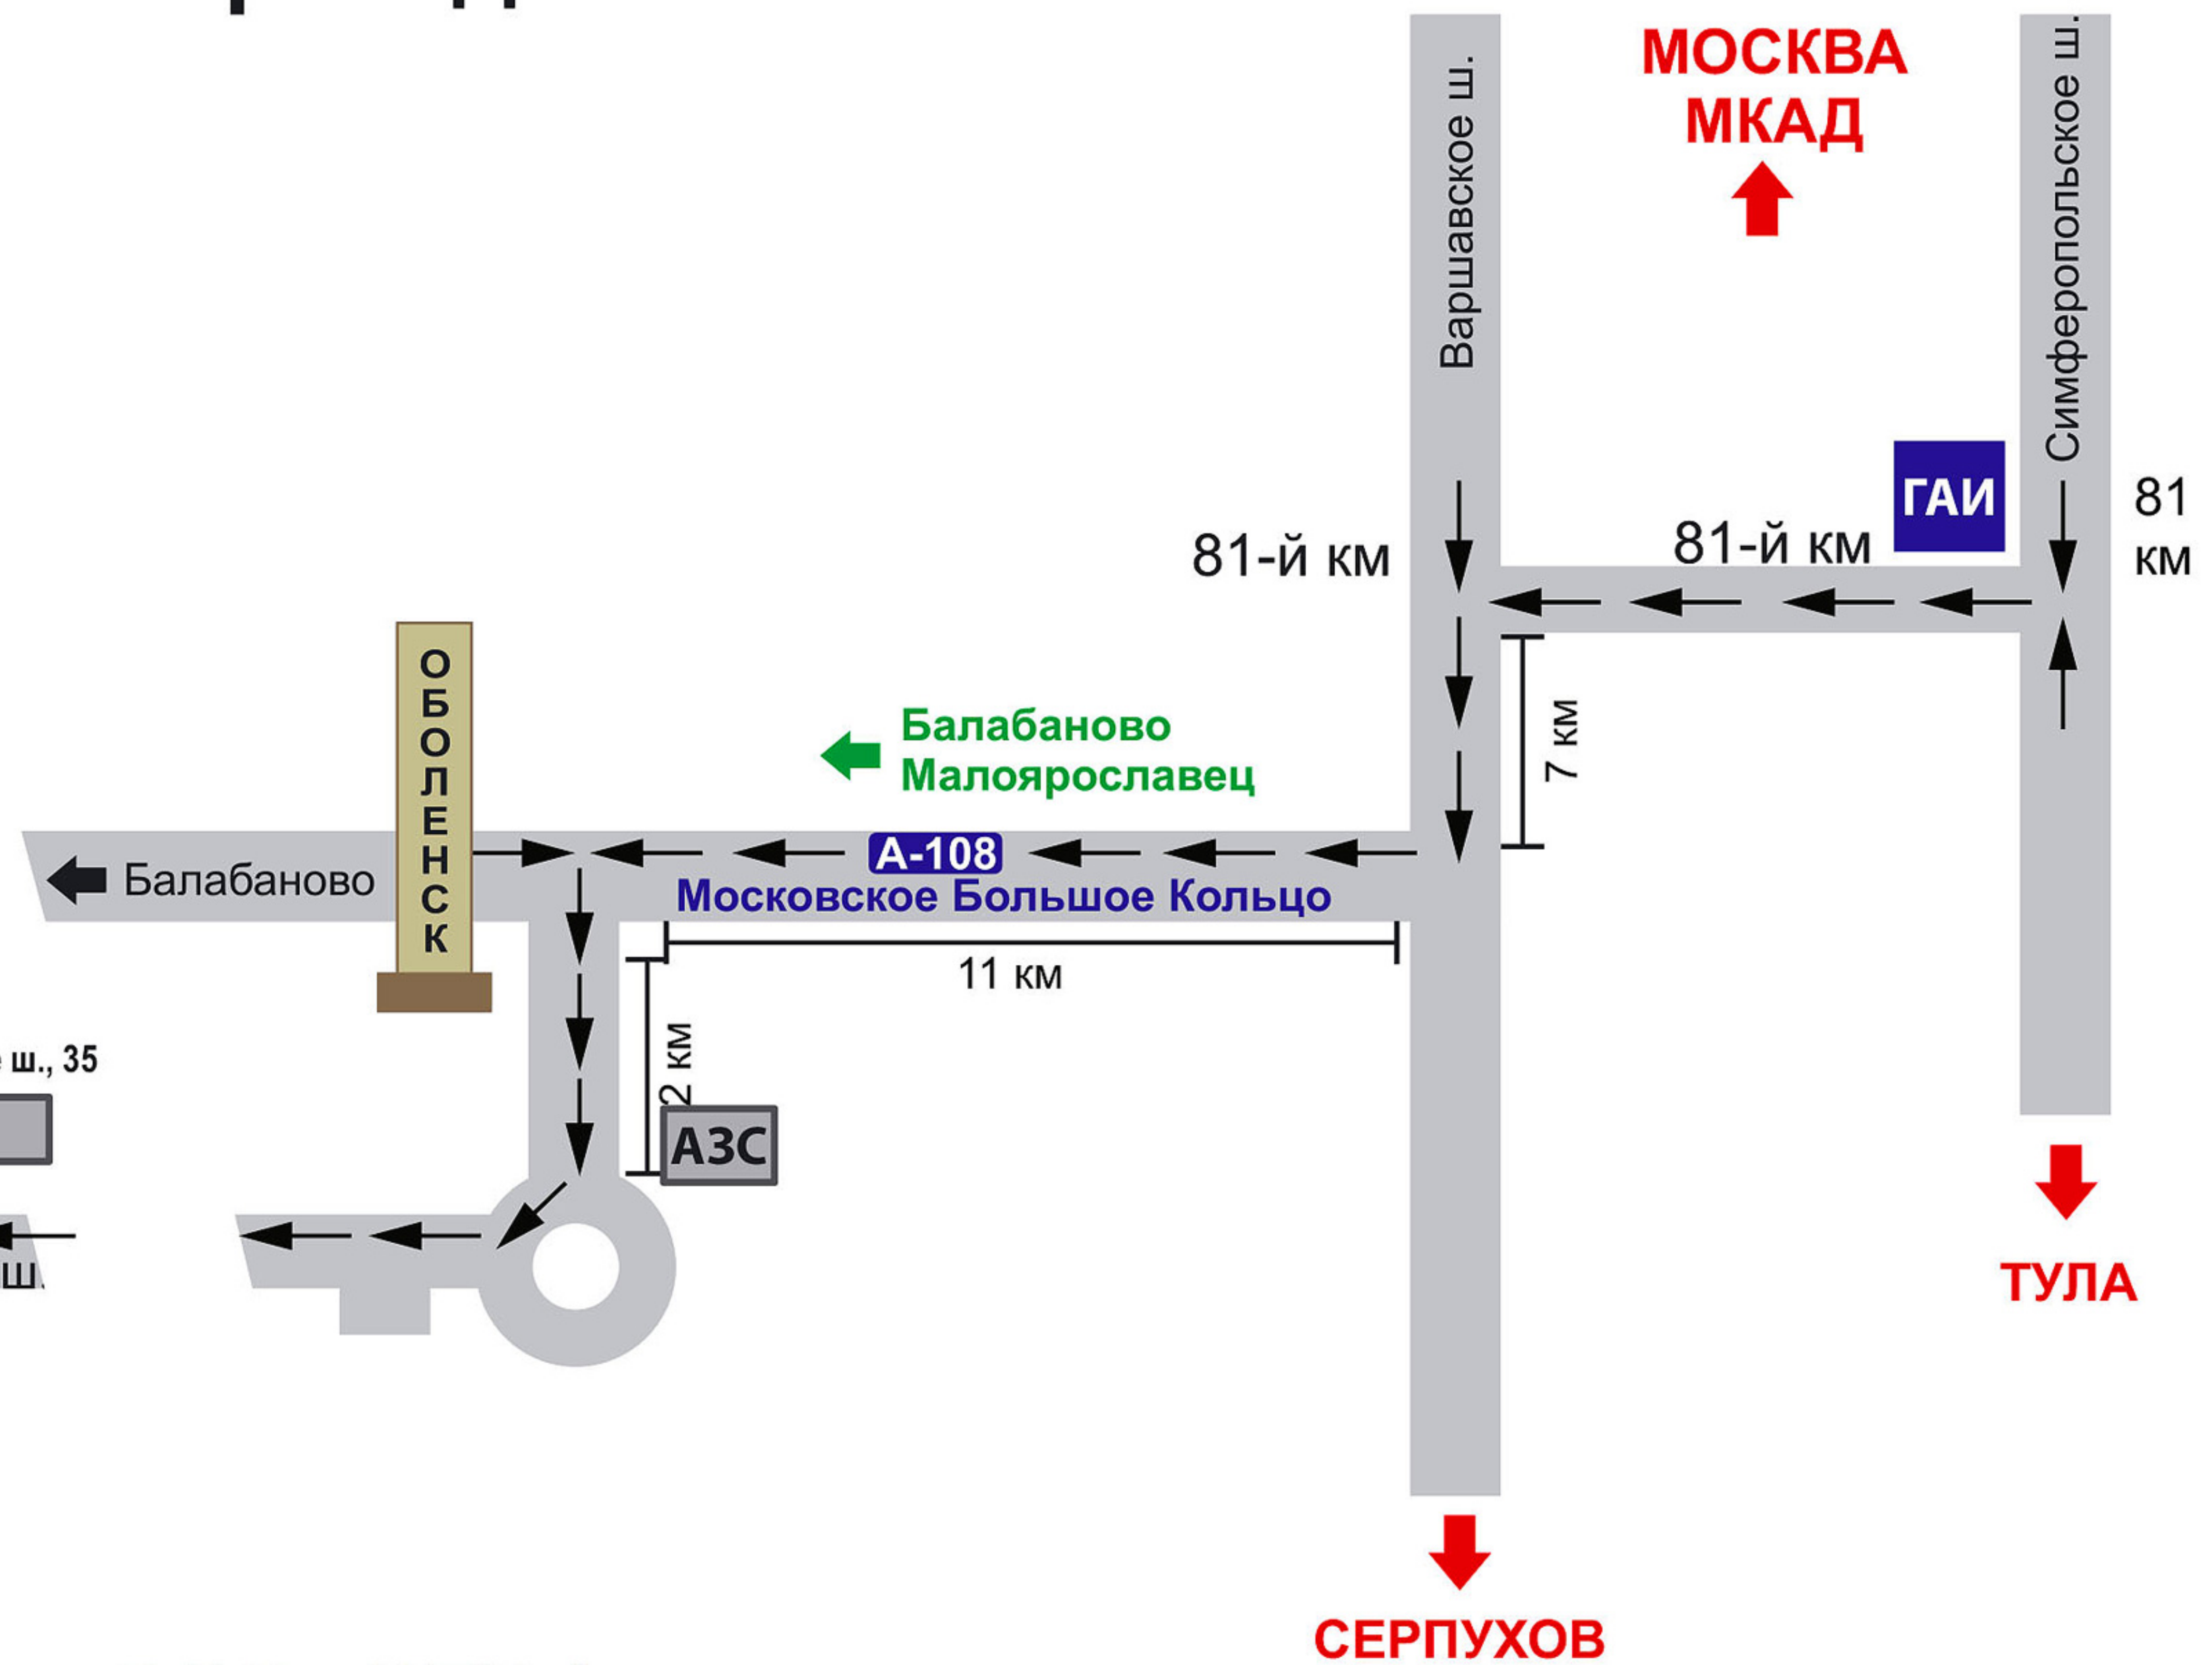 МОСКВА
МКАД
Варшавское ш.
Симферопольское ш.
ГАИ
81
км
81-й км
81-й км
7 км
ОБОЛЕНСК
Балабаново
Малоярославец
А-108
Московское Большое Кольцо
Балабаново
11 км
2 км
ш., 35
АЗС
ш.
ТУЛА
СЕРПУХОВ